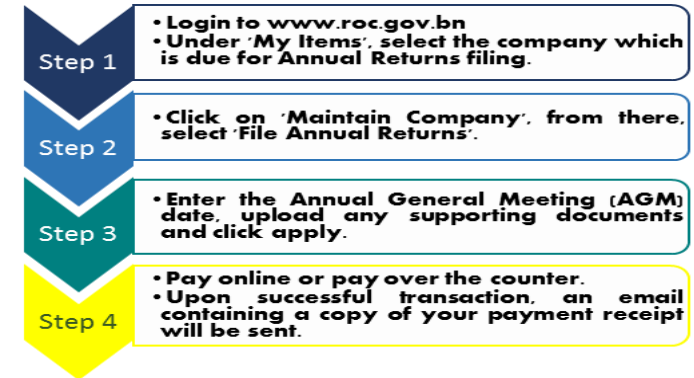 Step 1
• Login to www.roc.gov.bn
• Under 'My Items', select the company which
is due for Annual Returns filing.
Step 2
• Click on 'Maintain Company', from there,
select 'File Annual Returns'.
Step 3
• Enter the Annual General Meeting (AGM)
date, upload any supporting documents
and click apply.
Step 4
• Pay online or pay over the counter.
• Upon successful transaction, an email
containing a copy of your payment receipt
will be sent.